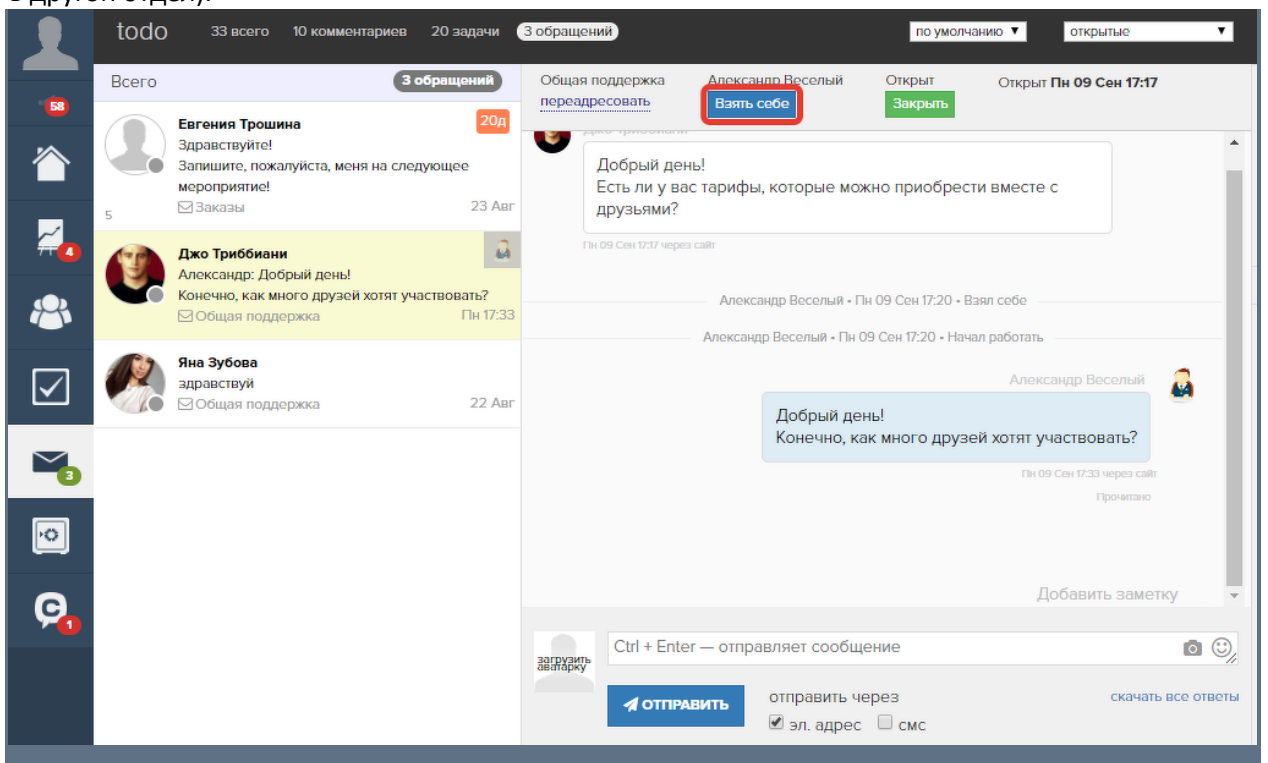 в другой отдел).
todo 33 всего 10 комментариев 20 задачи 3 обращений по умолчанию открытые
58
4
3
1
Всего 3 обращений
Евгения Трошина 20д
Здравствуйте!
Запишите, пожалуйста, меня на следующее
мероприятие!
5 Заказы 23 Авг
Джо Триббиани
Александр: Добрый день!
Конечно, как много друзей хотят участвовать?
Общая поддержка Пн 17:33
Яна Зубова
здравствуй
Общая поддержка 22 Авг
Общая поддержка Александр Веселый Открыт Открыт Пн 09 Сен 17:17
переадресовать Взять себе Закрыть
Джо Триббиани
Добрый день!
Есть ли у вас тарифы, которые можно приобрести вместе с
друзьями?
Пн 09 Сен 17:17 через сайт
Александр Веселый • Пн 09 Сен 17:20 • Взял себе
Александр Веселый • Пн 09 Сен 17:20 • Начал работать
Александр Веселый
Добрый день!
Конечно, как много друзей хотят участвовать?
Пн 09 Сен 17:33 через сайт
Прочитано
Добавить заметку
загрузить
аватарку
Ctrl + Enter — отправляет сообщение
ОТПРАВИТЬ
отправить через
эл. адрес смс
скачать все ответы